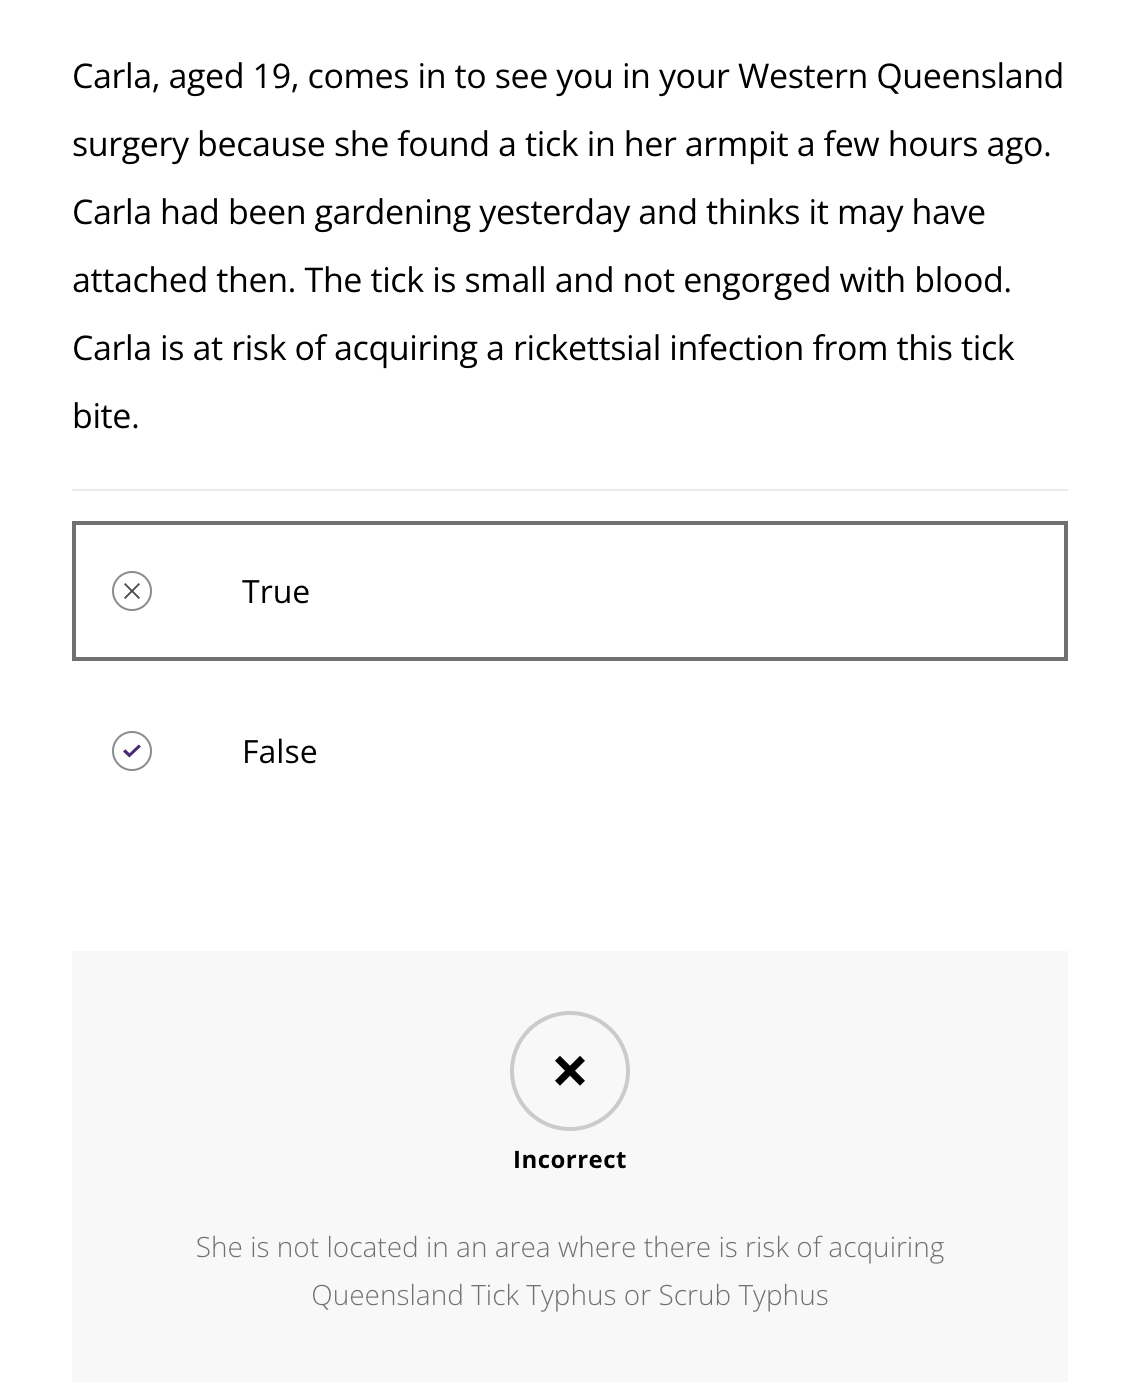 Carla, aged 19, comes in to see you in your Western Queensland
surgery because she found a tick in her armpit a few hours ago.
Carla had been gardening yesterday and thinks it may have
attached then. The tick is small and not engorged with blood.
Carla is at risk of acquiring a rickettsial infection from this tick
bite.
True
False
Incorrect
She is not located in an area where there is risk of acquiring
Queensland Tick Typhus or Scrub Typhus